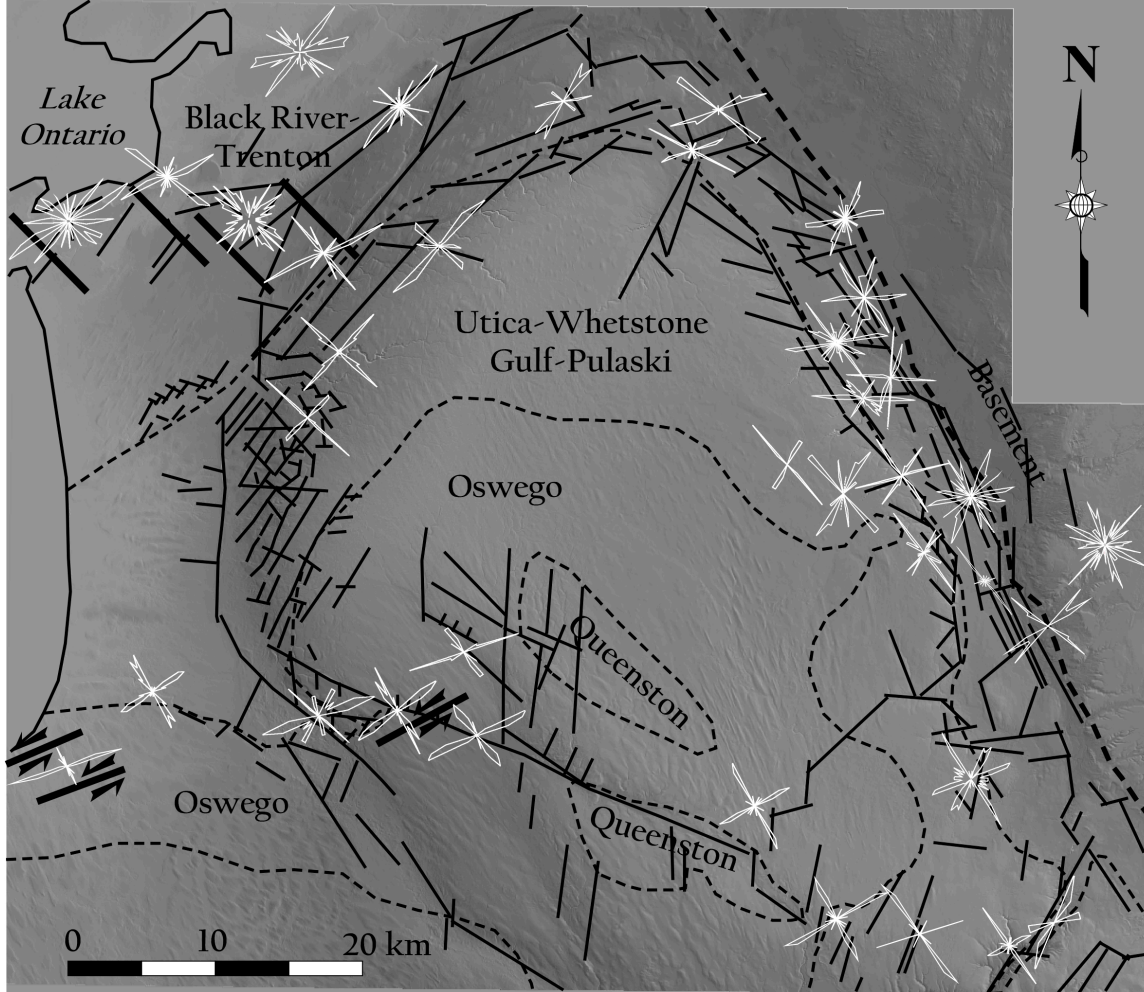 N
Lake
Ontario
Black River-
Trenton
Utica-Whetstone
Gulf-Pulaski
Basement
Oswego
Queenston
Oswego
Queenston
0 10 20 km